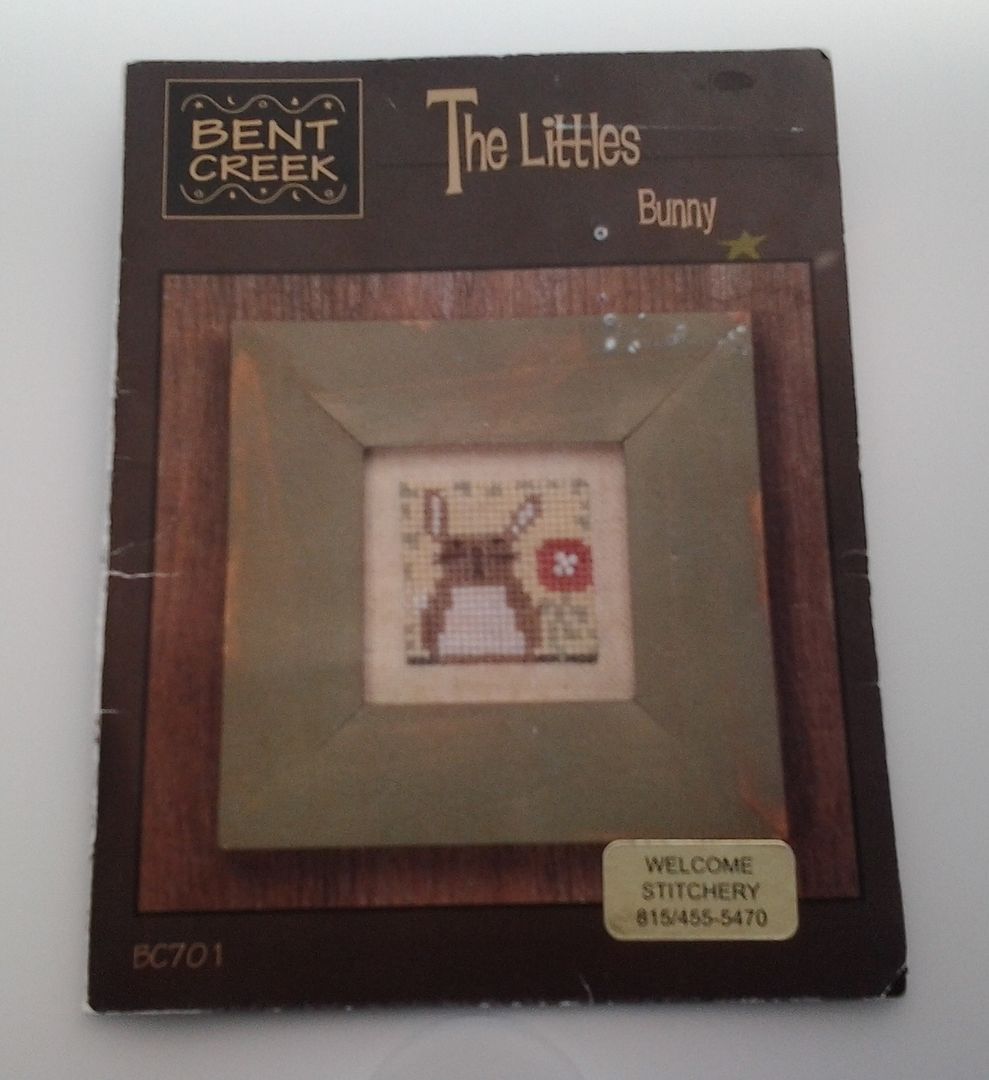 BENT
CREEK
The Littles
Bunny
WELCOME
STITCHERY
815/455-5470
BC701